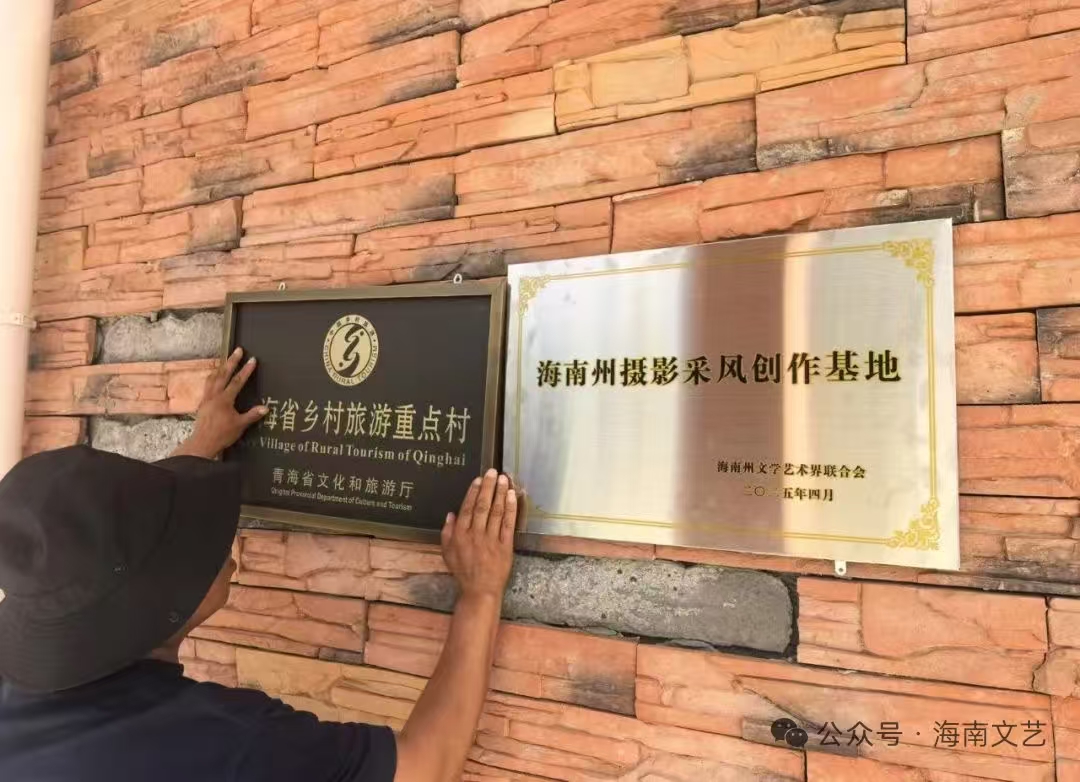 海省乡村旅游重点村
Village of Rural Tourism of Qinghai
青海省文化和旅游厅
Qinghai Provincial Department of Culture and Tourism
海南州摄影采风创作基地
海南州文学艺术界联合会
二〇二五年四月
公众号·海南文艺